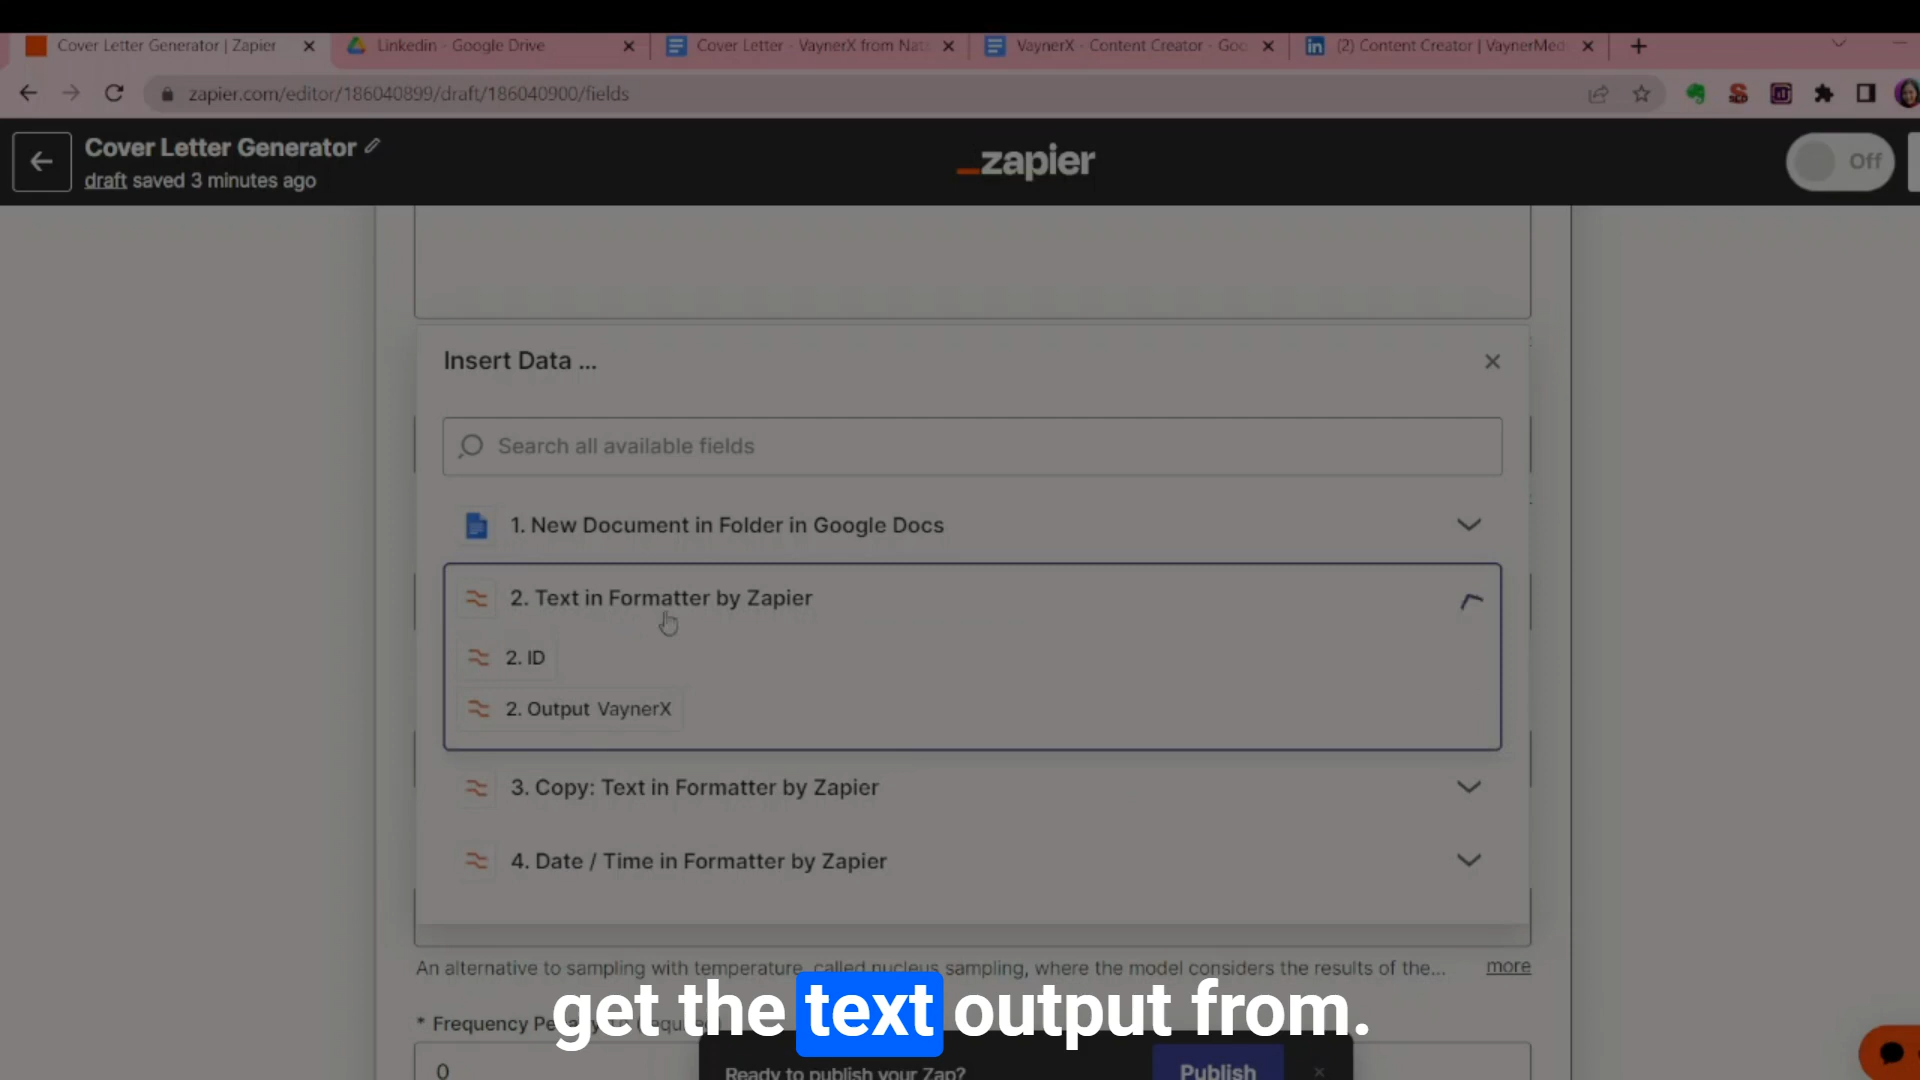 Cover Letter Generator | Zapier
Linkedin - Google Drive
Cover Letter - VaynerX from Nat
VaynerX - Content Creator - Goo
(2) Content Creator | VaynerMed
zapier.com/editor/186040899/draft/186040900/fields
Cover Letter Generator
draft saved 3 minutes ago
zapier
Off
Insert Data ...
Search all available fields
1. New Document in Folder in Google Docs
2. Text in Formatter by Zapier
2. ID
2. Output VaynerX
3. Copy: Text in Formatter by Zapier
4. Date / Time in Formatter by Zapier
An alternative to sampling with temperature, called nucleus sampling, where the model considers the results of the...
more
get the text output from.
* Frequency
0
Ready to publish your Zap?
Publish